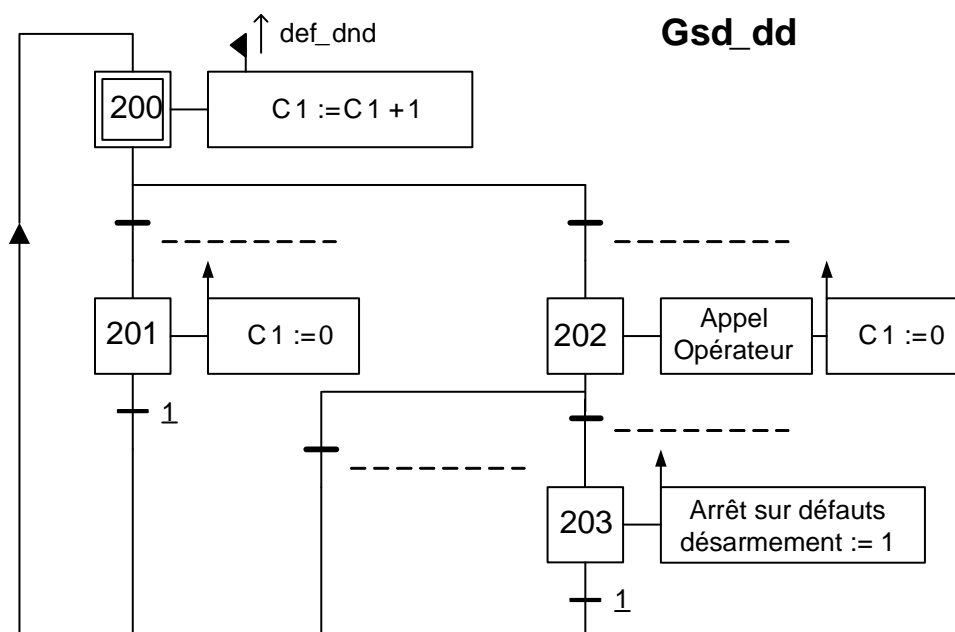 def_dnd
Gsd_dd
200
C1 :=C1 +1
201
C1 :=0
202
Appel
Opérateur
C1 :=0
1
203
Arrêt sur défauts
désarmement := 1
1